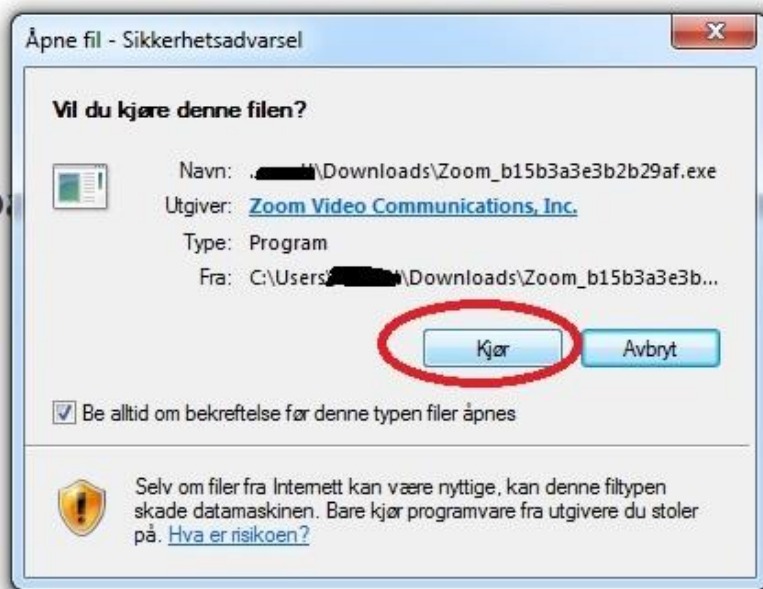 Åpne fil - Sikkerhetsadvarsel
Vil du kjøre denne filen?
Navn: \Downloads\Zoom_b15b3a3e3b2b29af.exe
Utgiver: Zoom Video Communications, Inc.
Type: Program
Fra: C:\Users\ \Downloads\Zoom_b15b3a3e3b...
Kjør Avbryt
Be alltid om bekreftelse før denne typen filer åpnes
Selv om filer fra Internett kan være nyttige, kan denne filtypen
skade datamaskinen. Bare kjør programvare fra utgivere du stoler
på. Hva er risikoen?